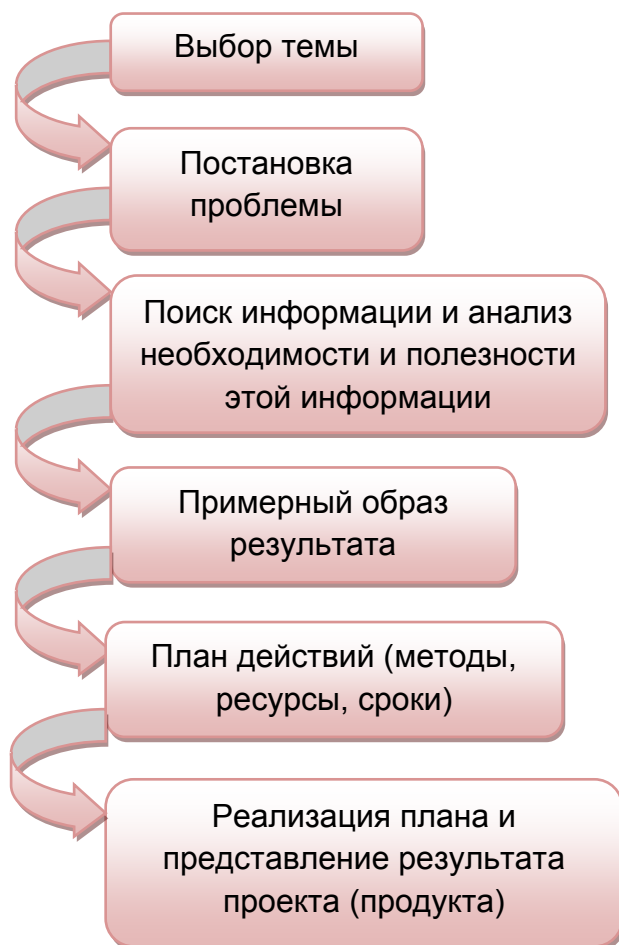 Выбор темы
Постановка
проблемы
Поиск информации и анализ
необходимости и полезности
этой информации
Примерный образ
результата
План действий (методы,
ресурсы, сроки)
Реализация плана и
представление результата
проекта (продукта)